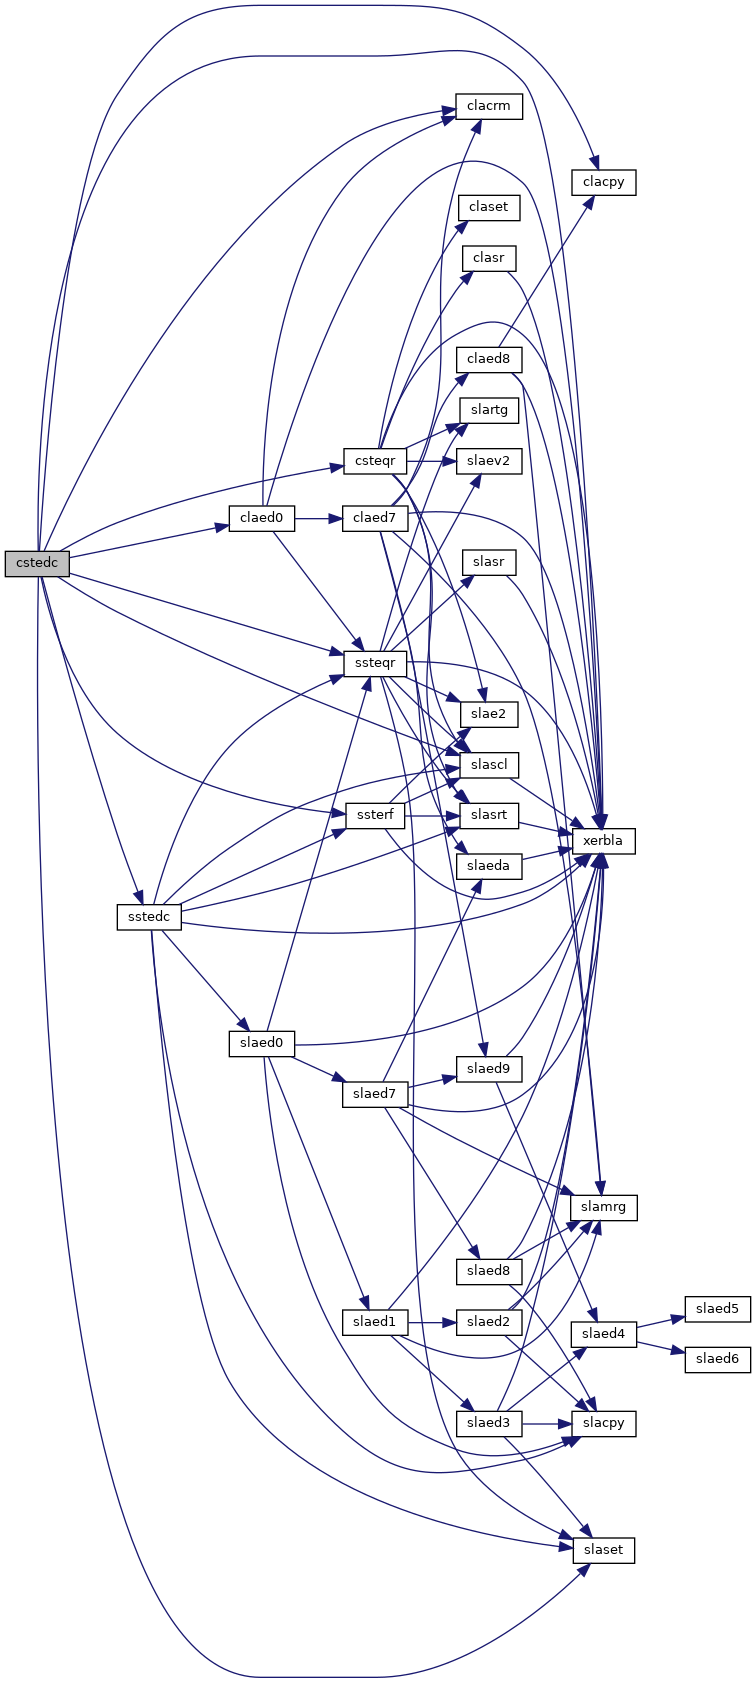 clacrm
clacpy
claset
clasr
claed8
slartg
csteqr
slaev2
claed0
claed7
cstedc
slasr
ssteqr
slae2
slascl
ssterf
slasrt
xerbla
slaeda
sstedc
slaed0
slaed9
slaed7
slamrg
slaed8
slaed5
slaed1
slaed2
slaed4
slaed6
slaed3
slacpy
slaset